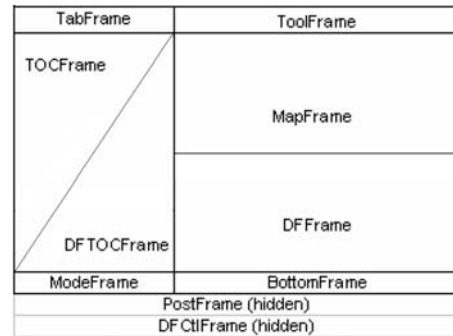 TabFrame
ToolFrame
TOCFrame
MapFrame
DFTOCFrame
DFFrame
ModeFrame
BottomFrame
PostFrame (hidden)
DFCtlFrame (hidden)